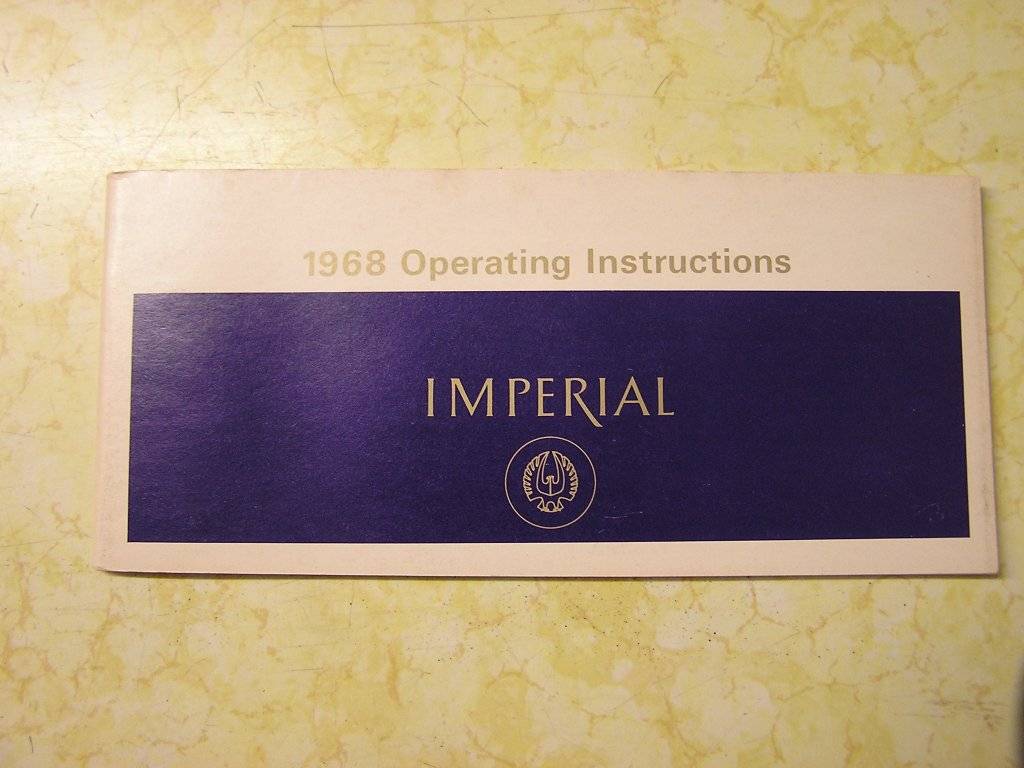 1968 Operating Instructions
IMPERIAL